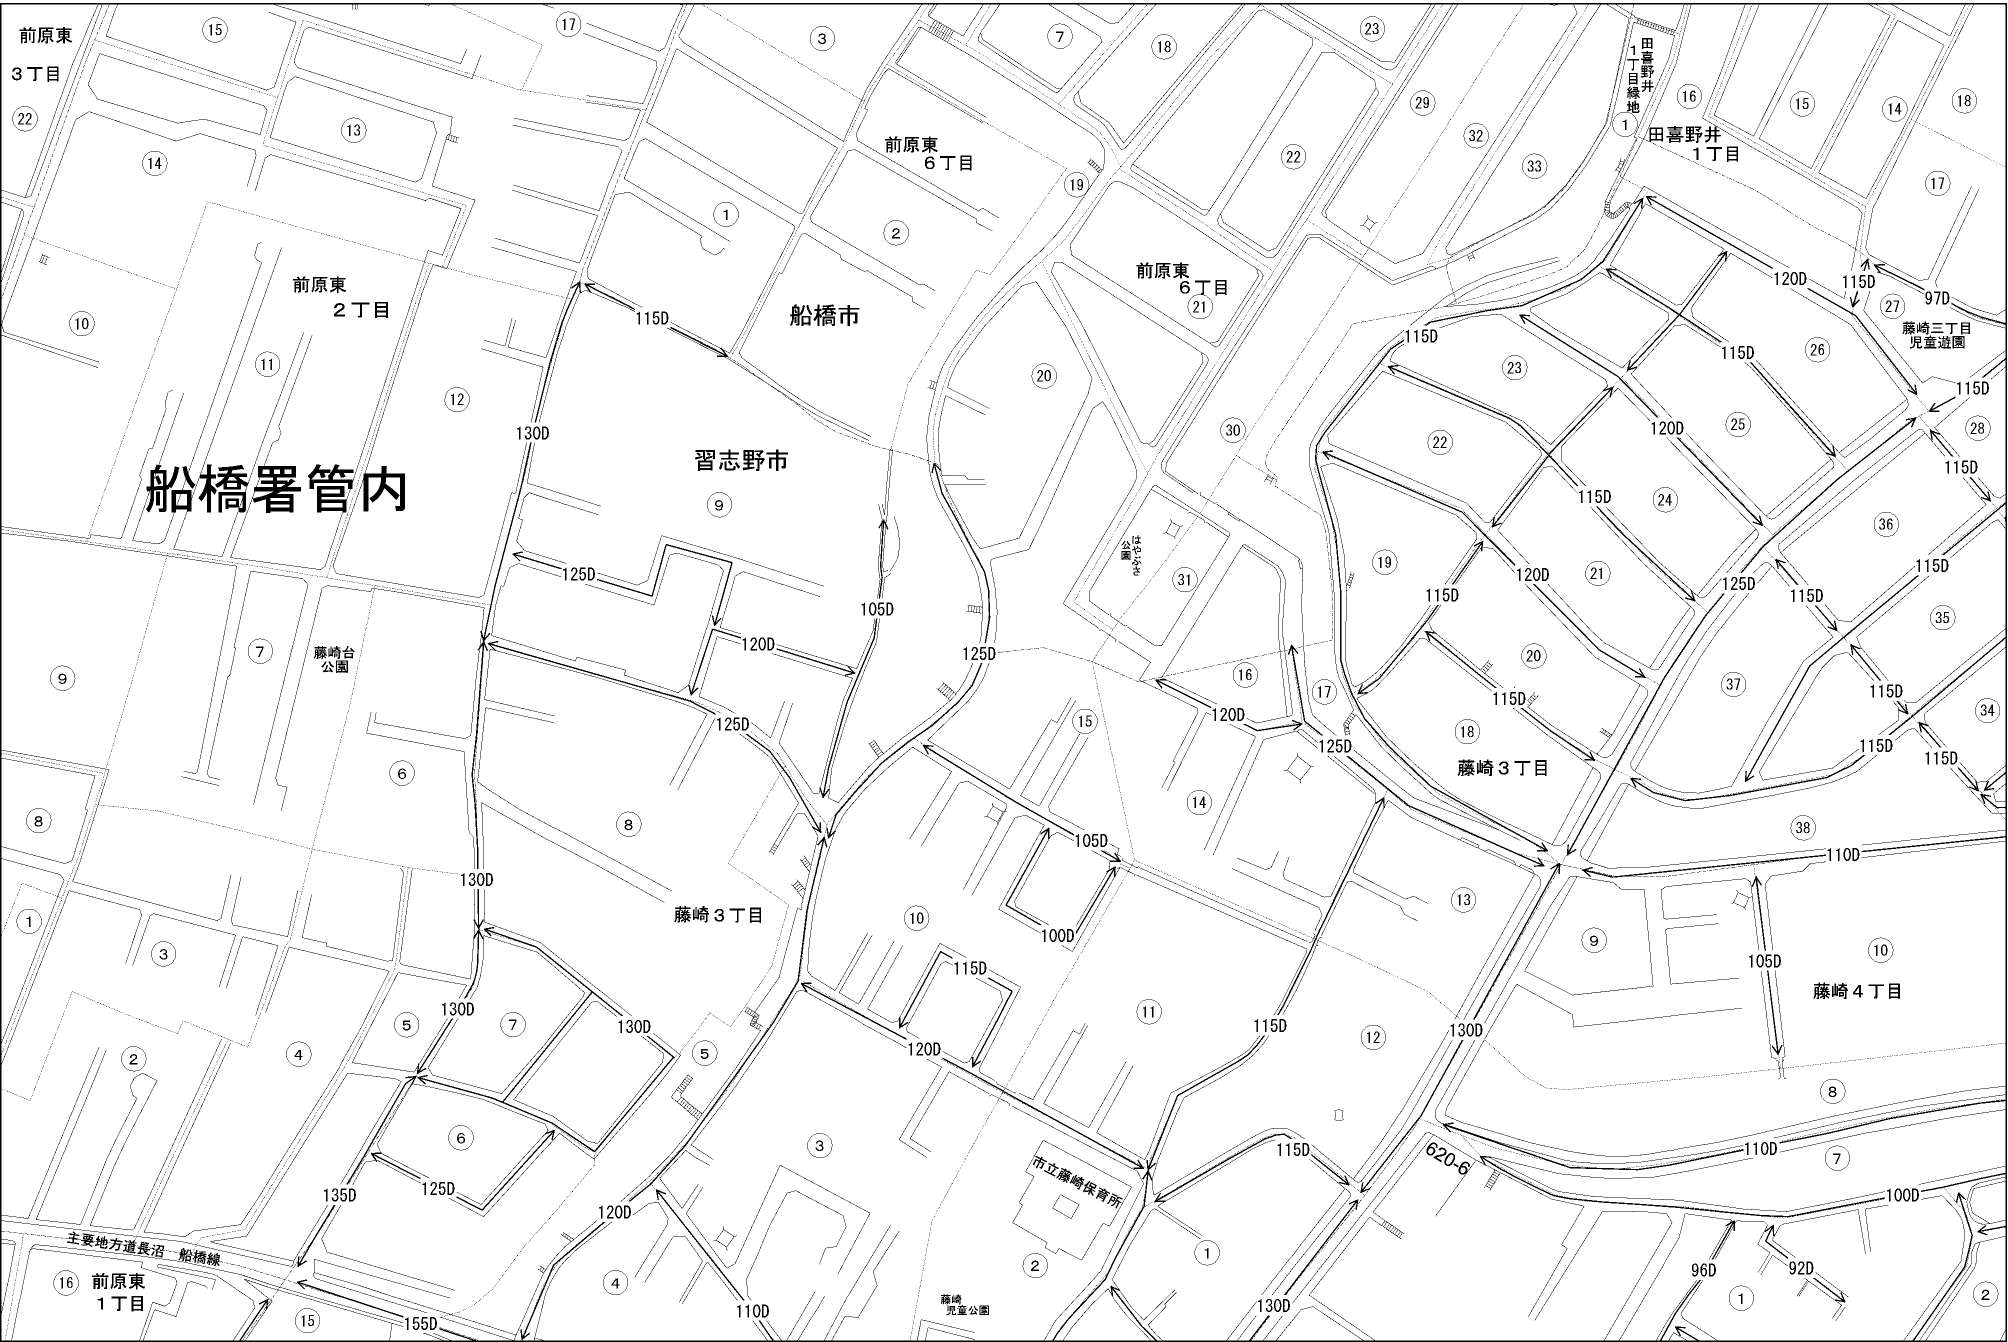 前原東
3丁目
22
15
17
3
7
18
23
29
32
33
田喜野井
1丁目緑地
1
16
田喜野井
1丁目
15
14
18
17
13
14
前原東
6丁目
19
22
1
2
前原東
2丁目
10
11
12
船橋市
115D
前原東
6丁目
21
20
30
120D
115D
97D
27
藤崎三丁目
児童遊園
26
115D
115D
23
115D
28
25
120D
22
115D
24
115D
36
130D
習志野市
9
船橋署管内
はやぶさ
公園
31
19
120D
21
125D
115D
115D
35
125D
105D
115D
120D
125D
藤崎台
公園
7
9
16
17
20
115D
37
115D
34
125D
15
120D
125D
18
藤崎3丁目
115D
115D
6
14
8
8
105D
38
110D
130D
藤崎3丁目
10
100D
13
9
10
105D
藤崎4丁目
1
3
115D
5
7
130D
130D
11
115D
12
130D
2
4
5
120D
8
6
3
115D
620-6
110D
7
市立藤崎保育所
125D
135D
120D
100D
主要地方道長沼 船橋線
16
前原東
1丁目
15
155D
4
110D
藤崎
児童公園
2
1
130D
96D
92D
1
2